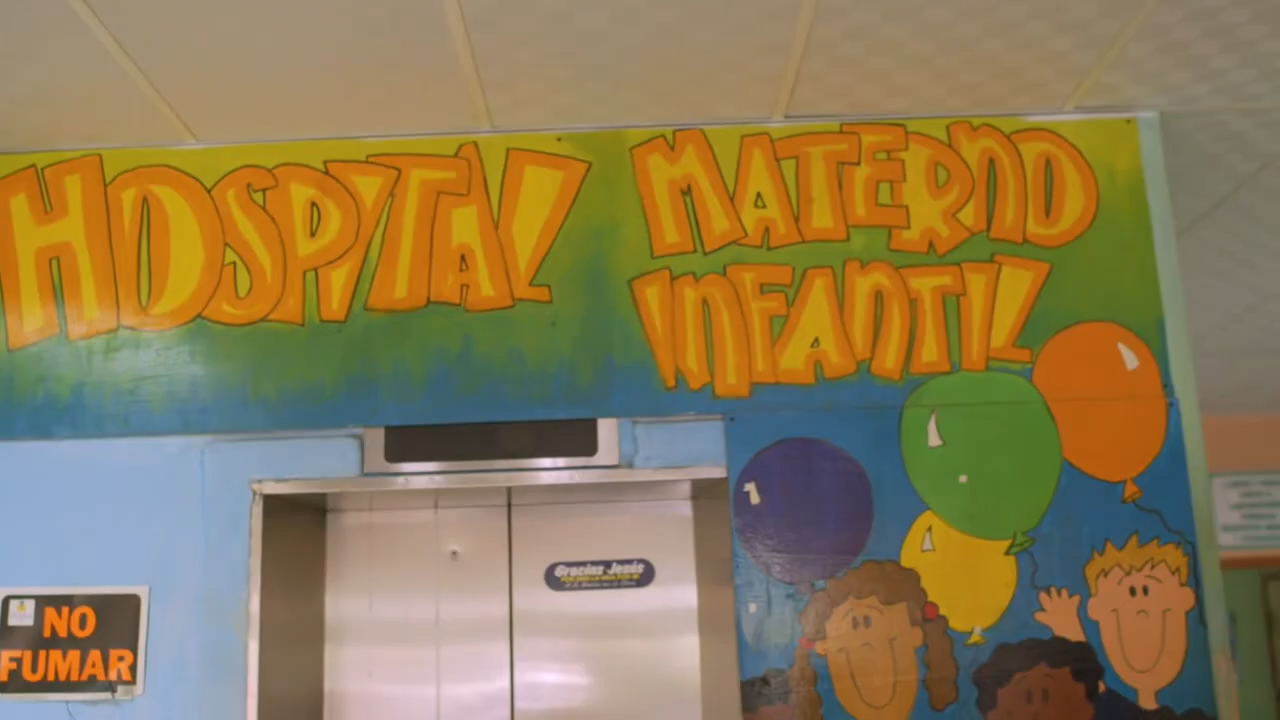 HOSPITAL
MATERNO
INFANTIL
Gracias Jesús
NO
FUMAR